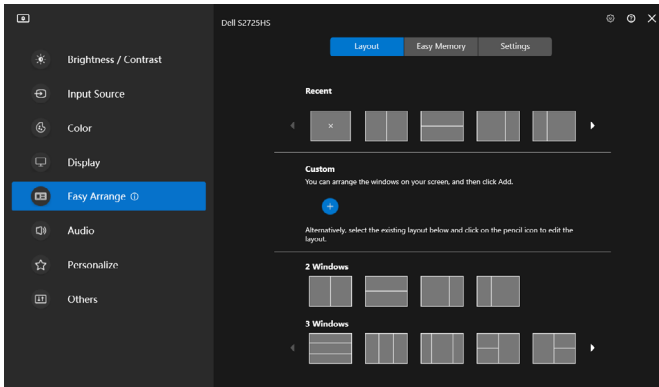 Dell S2725HS
Brightness / Contrast
Input Source
Color
Display
Easy Arrange
Audio
Personalize
Others
Layout
Easy Memory
Settings
Recent
Custom
You can arrange the windows on your screen, and then click Add.
Alternatively, select the existing layout below and click on the pencil icon to edit the
layout.
2 Windows
3 Windows